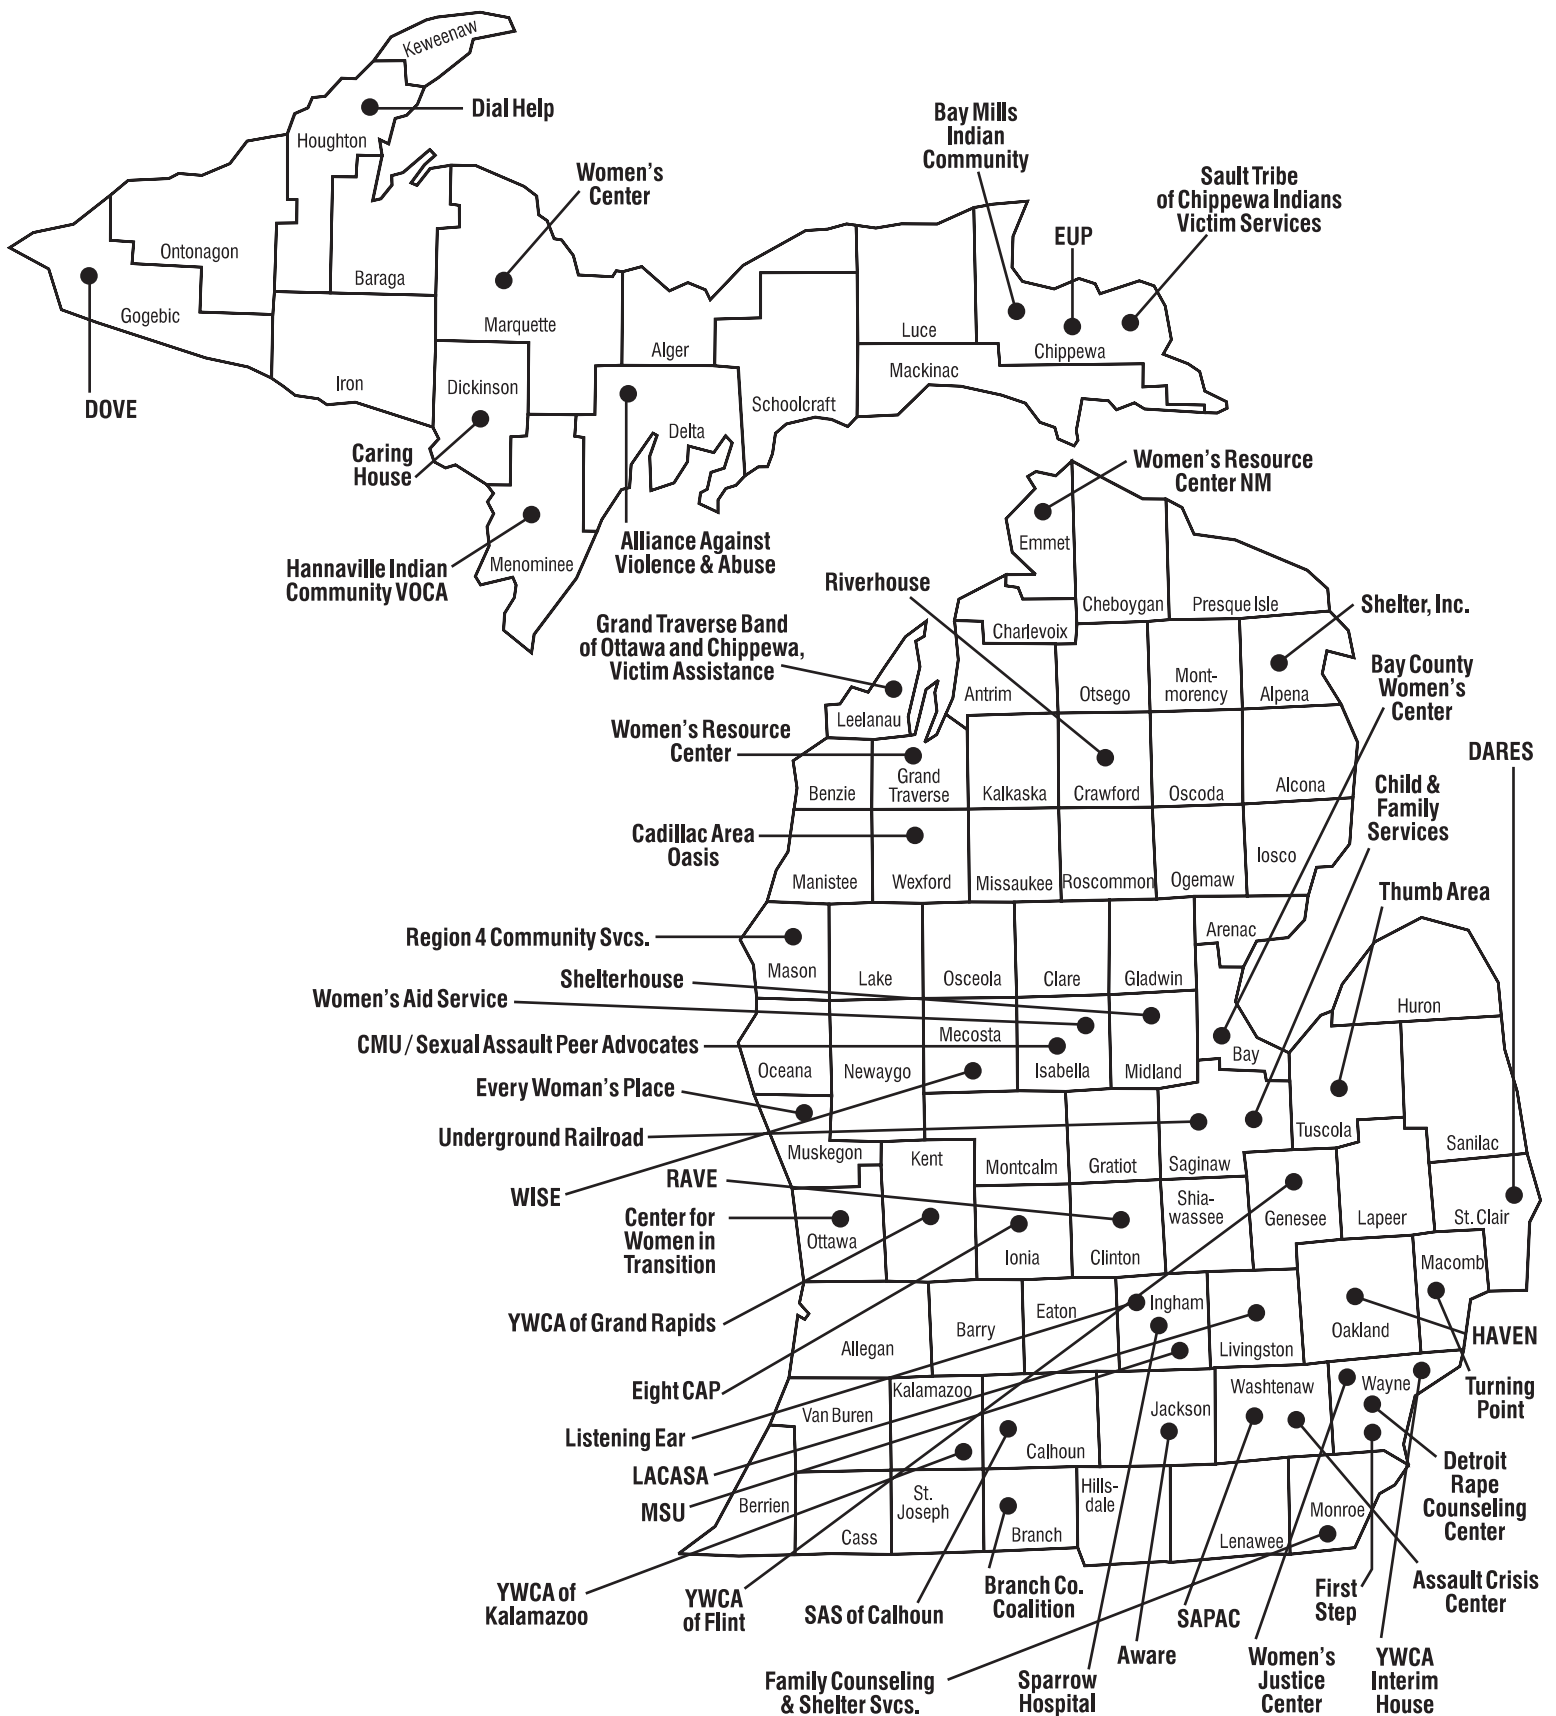 Keweenaw
Dial Help
Houghton
Bay Mills
Indian
Community
Women's
Center
Sault Tribe
of Chippewa Indians
Victim Services
EUP
Ontonagon
Baraga
Gogebic
Marquette
Luce
Chippewa
Alger
Mackinac
Iron
Dickinson
DOVE
Schoolcraft
Delta
Caring
House
Women's Resource
Center NM
Emmet
Alliance Against
Violence & Abuse
Menominee
Hannaville Indian
Community VOCA
Riverhouse
Cheboygan
Presque Isle
Shelter, Inc.
Grand Traverse Band
of Ottawa and Chippewa,
Victim Assistance
Charlevoix
Bay County
Women's
Center
Antrim
Otsego
Mont-
morency
Alpena
Leelanau
Women's Resource
Center
DARES
Grand
Traverse
Benzie
Kalkaska
Crawford
Oscoda
Alcona
Child &
Family
Services
Cadillac Area
Oasis
Iosco
Manistee
Wexford
Missaukee
Roscommon
Ogemaw
Thumb Area
Arenac
Region 4 Community Svcs.
Mason
Lake
Osceola
Clare
Gladwin
Shelterhouse
Women's Aid Service
Huron
Mecosta
CMU / Sexual Assault Peer Advocates
Bay
Oceana
Newaygo
Isabella
Midland
Every Woman's Place
Underground Railroad
Tuscola
Sanilac
Muskegon
Kent
Montcalm
Gratiot
Saginaw
RAVE
WISE
Shia-
wassee
Center for
Women in
Transition
Ottawa
Genesee
Lapeer
St. Clair
Ionia
Clinton
Macomb
YWCA of Grand Rapids
Eaton
Ingham
Barry
Oakland
HAVEN
Allegan
Livingston
Eight CAP
Kalamazoo
Washtenaw
Wayne
Turning
Point
Van Buren
Jackson
Listening Ear
Calhoun
LACASA
Detroit
Rape
Counseling
Center
MSU
Berrien
St.
Joseph
Hills-
dale
Monroe
Cass
Branch
Lenawee
YWCA of
Kalamazoo
YWCA
of Flint
SAS of Calhoun
Branch Co.
Coalition
SAPAC
First
Step
Assault Crisis
Center
Aware
Family Counseling
& Shelter Svcs.
Sparrow
Hospital
Women's
Justice
Center
YWCA
Interim
House